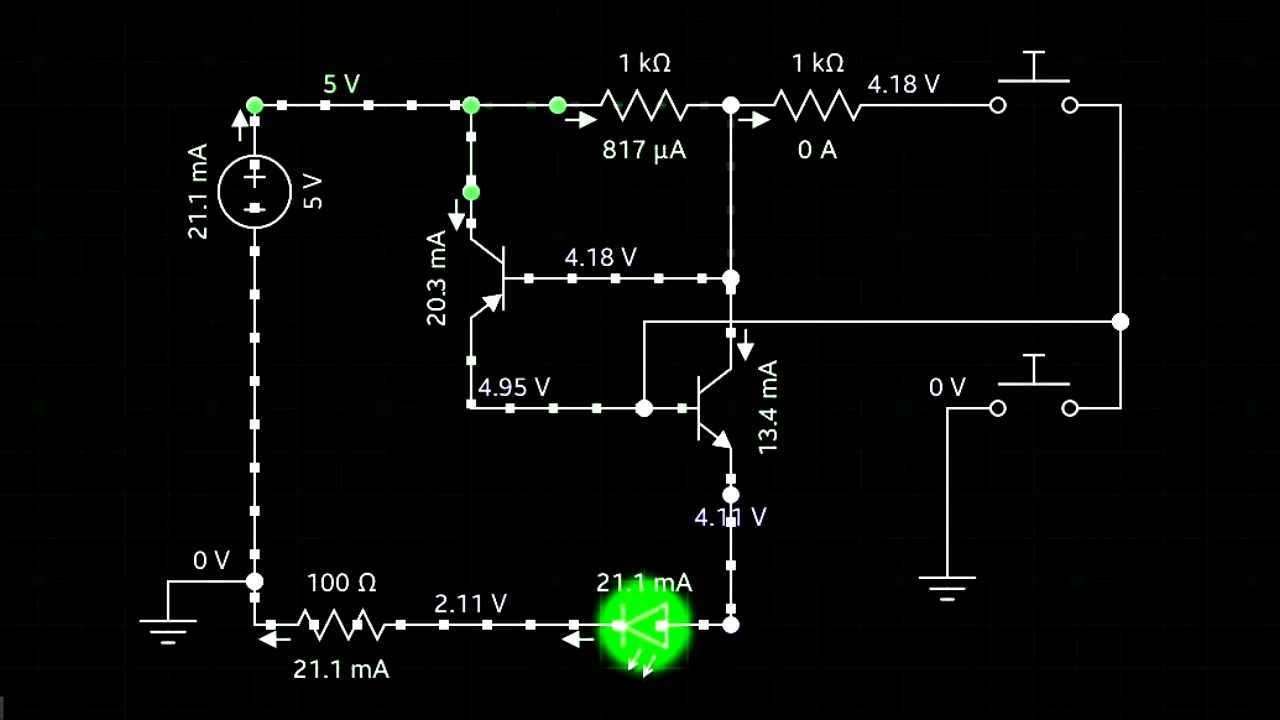 1 kΩ
1 kΩ
5 V
4.18 V
817 µA
0 A
21.1 mA
5 V
20.3 mA
4.18 V
4.95 V
13.4 mA
0 V
4.11 V
0 V
100 Ω
21.1 mA
2.11 V
21.1 mA